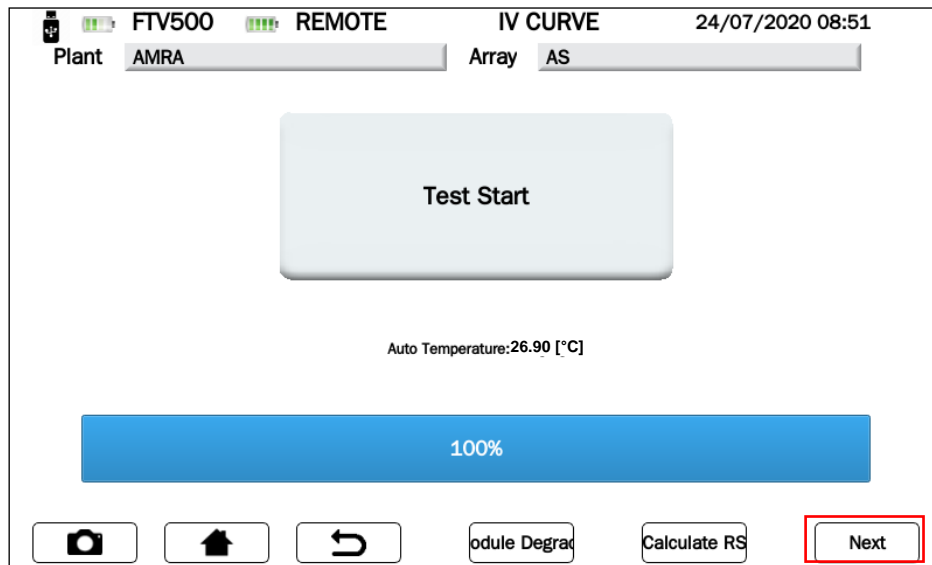 FTV500 REMOTE IV CURVE 24/07/2020 08:51
Plant AMRA Array AS
Test Start
Auto Temperature:26.90 [°C]
100%
odule Degrad Calculate RS Next